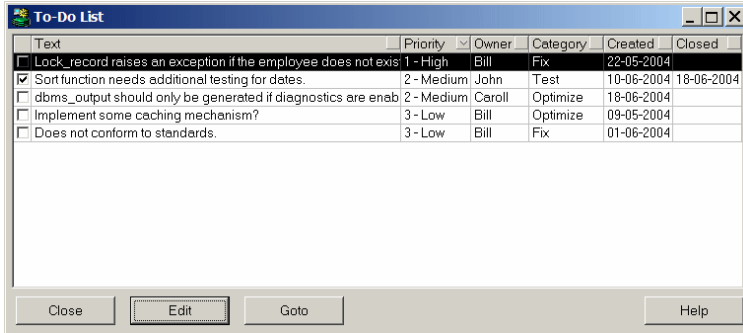 To-Do List
Text Priority Owner Category Created Closed
Lock_record raises an exception if the employee does not exis 1 - High Bill Fix 22-05-2004
Sort function needs additional testing for dates. 2 - Medium John Test 10-06-2004 18-06-2004
dbms_output should only be generated if diagnostics are enab 2 - Medium Caroll Optimize 18-06-2004
Implement some caching mechanism? 3 - Low Bill Optimize 09-05-2004
Does not conform to standards. 3 - Low Bill Fix 01-06-2004
Close Edit Goto Help